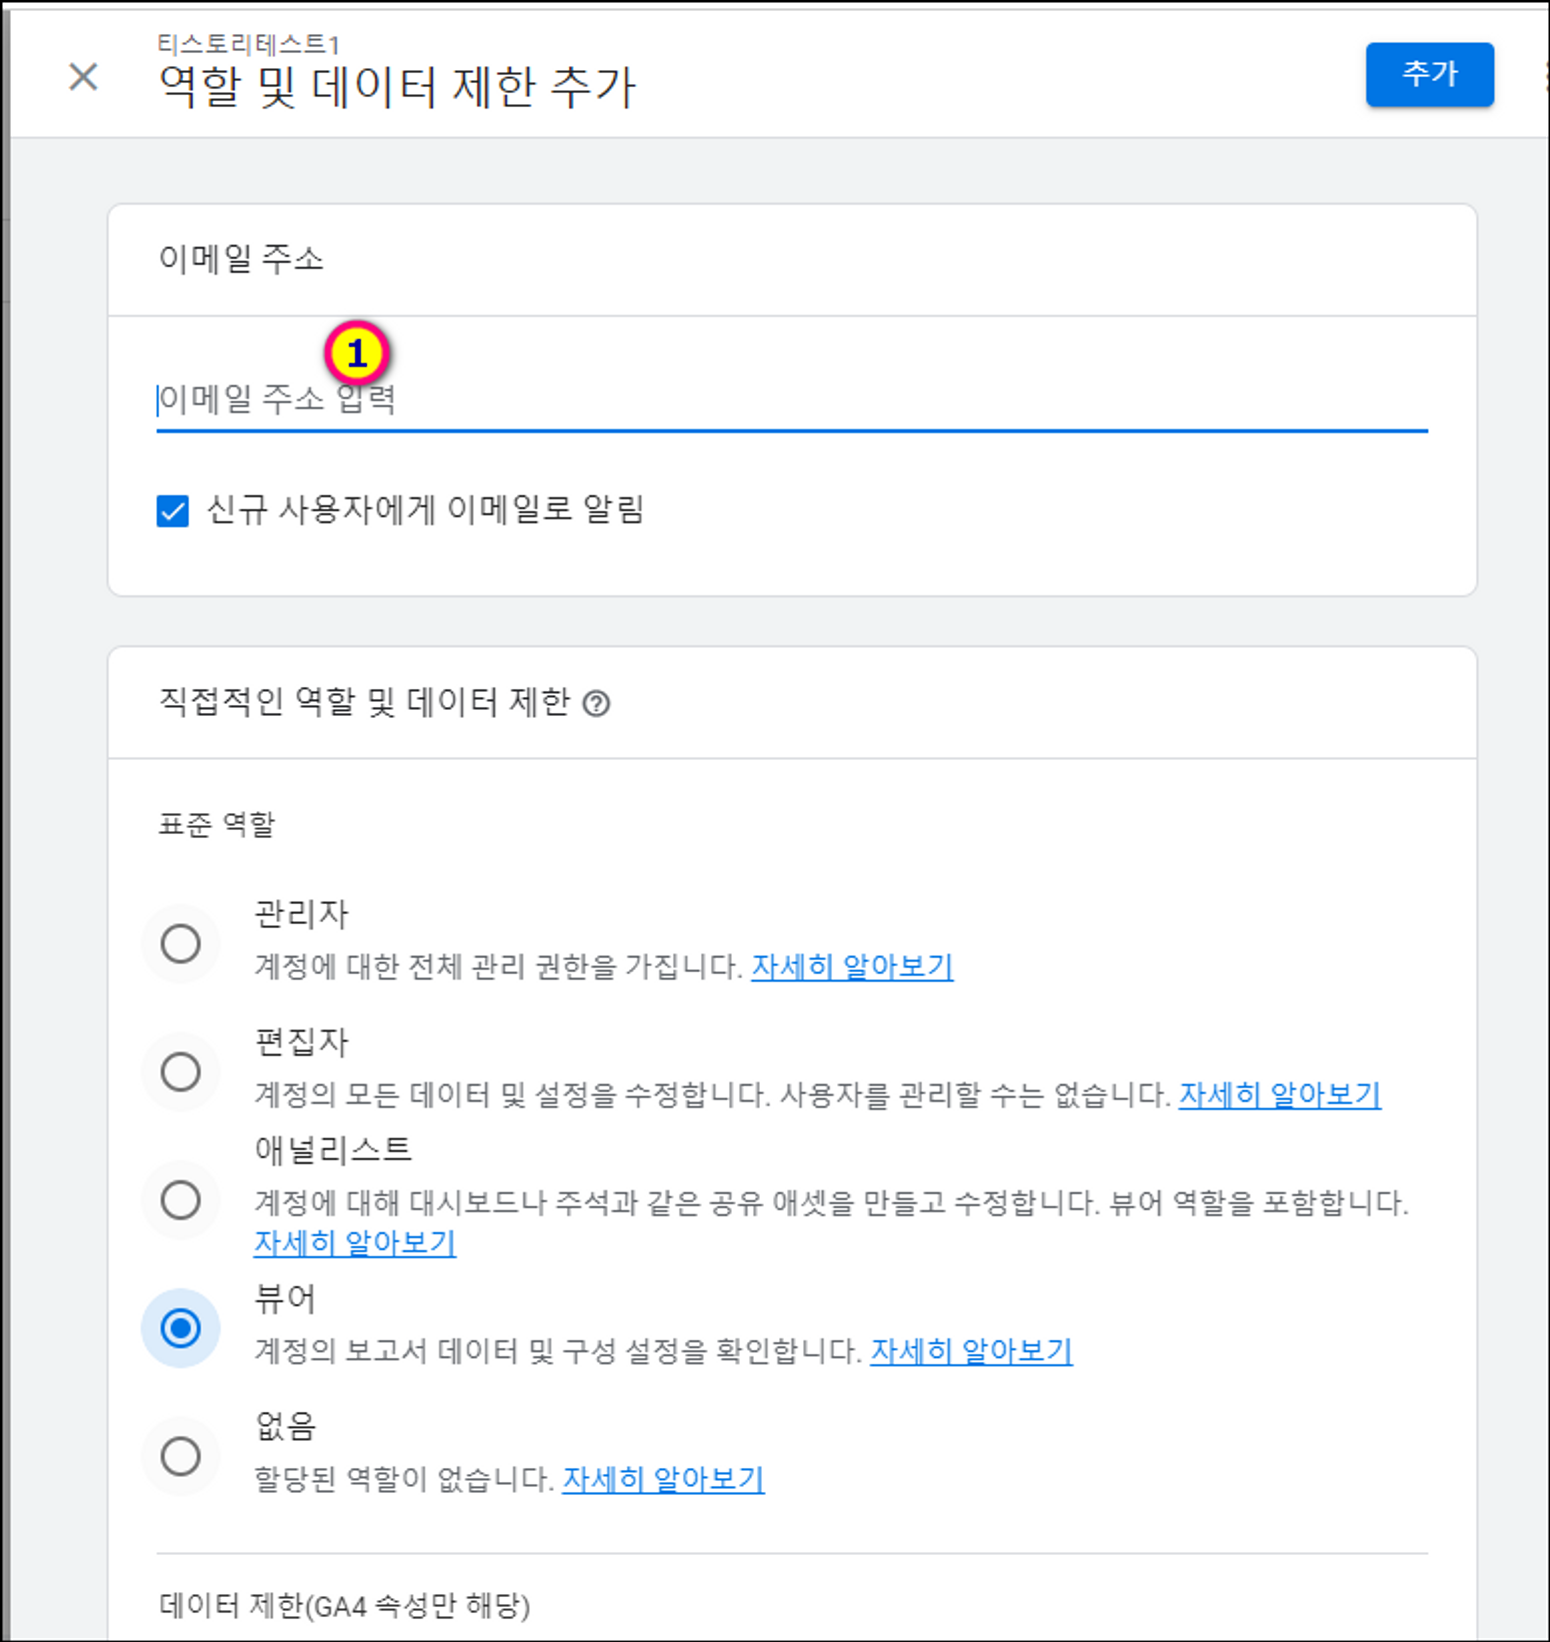 티스토리테스트1
역할 및 데이터 제한 추가
추가
이메일 주소
1
이메일 주소 입력
신규 사용자에게 이메일로 알림
직접적인 역할 및 데이터 제한
표준 역할
관리자
계정에 대한 전체 관리 권한을 가집니다. 자세히 알아보기
편집자
계정의 모든 데이터 및 설정을 수정합니다. 사용자를 관리할 수는 없습니다. 자세히 알아보기
애널리스트
계정에 대해 대시보드나 주석과 같은 공유 애셋을 만들고 수정합니다. 뷰어 역할을 포함합니다.
자세히 알아보기
뷰어
계정의 보고서 데이터 및 구성 설정을 확인합니다. 자세히 알아보기
없음
할당된 역할이 없습니다. 자세히 알아보기
데이터 제한(GA4 속성만 해당)